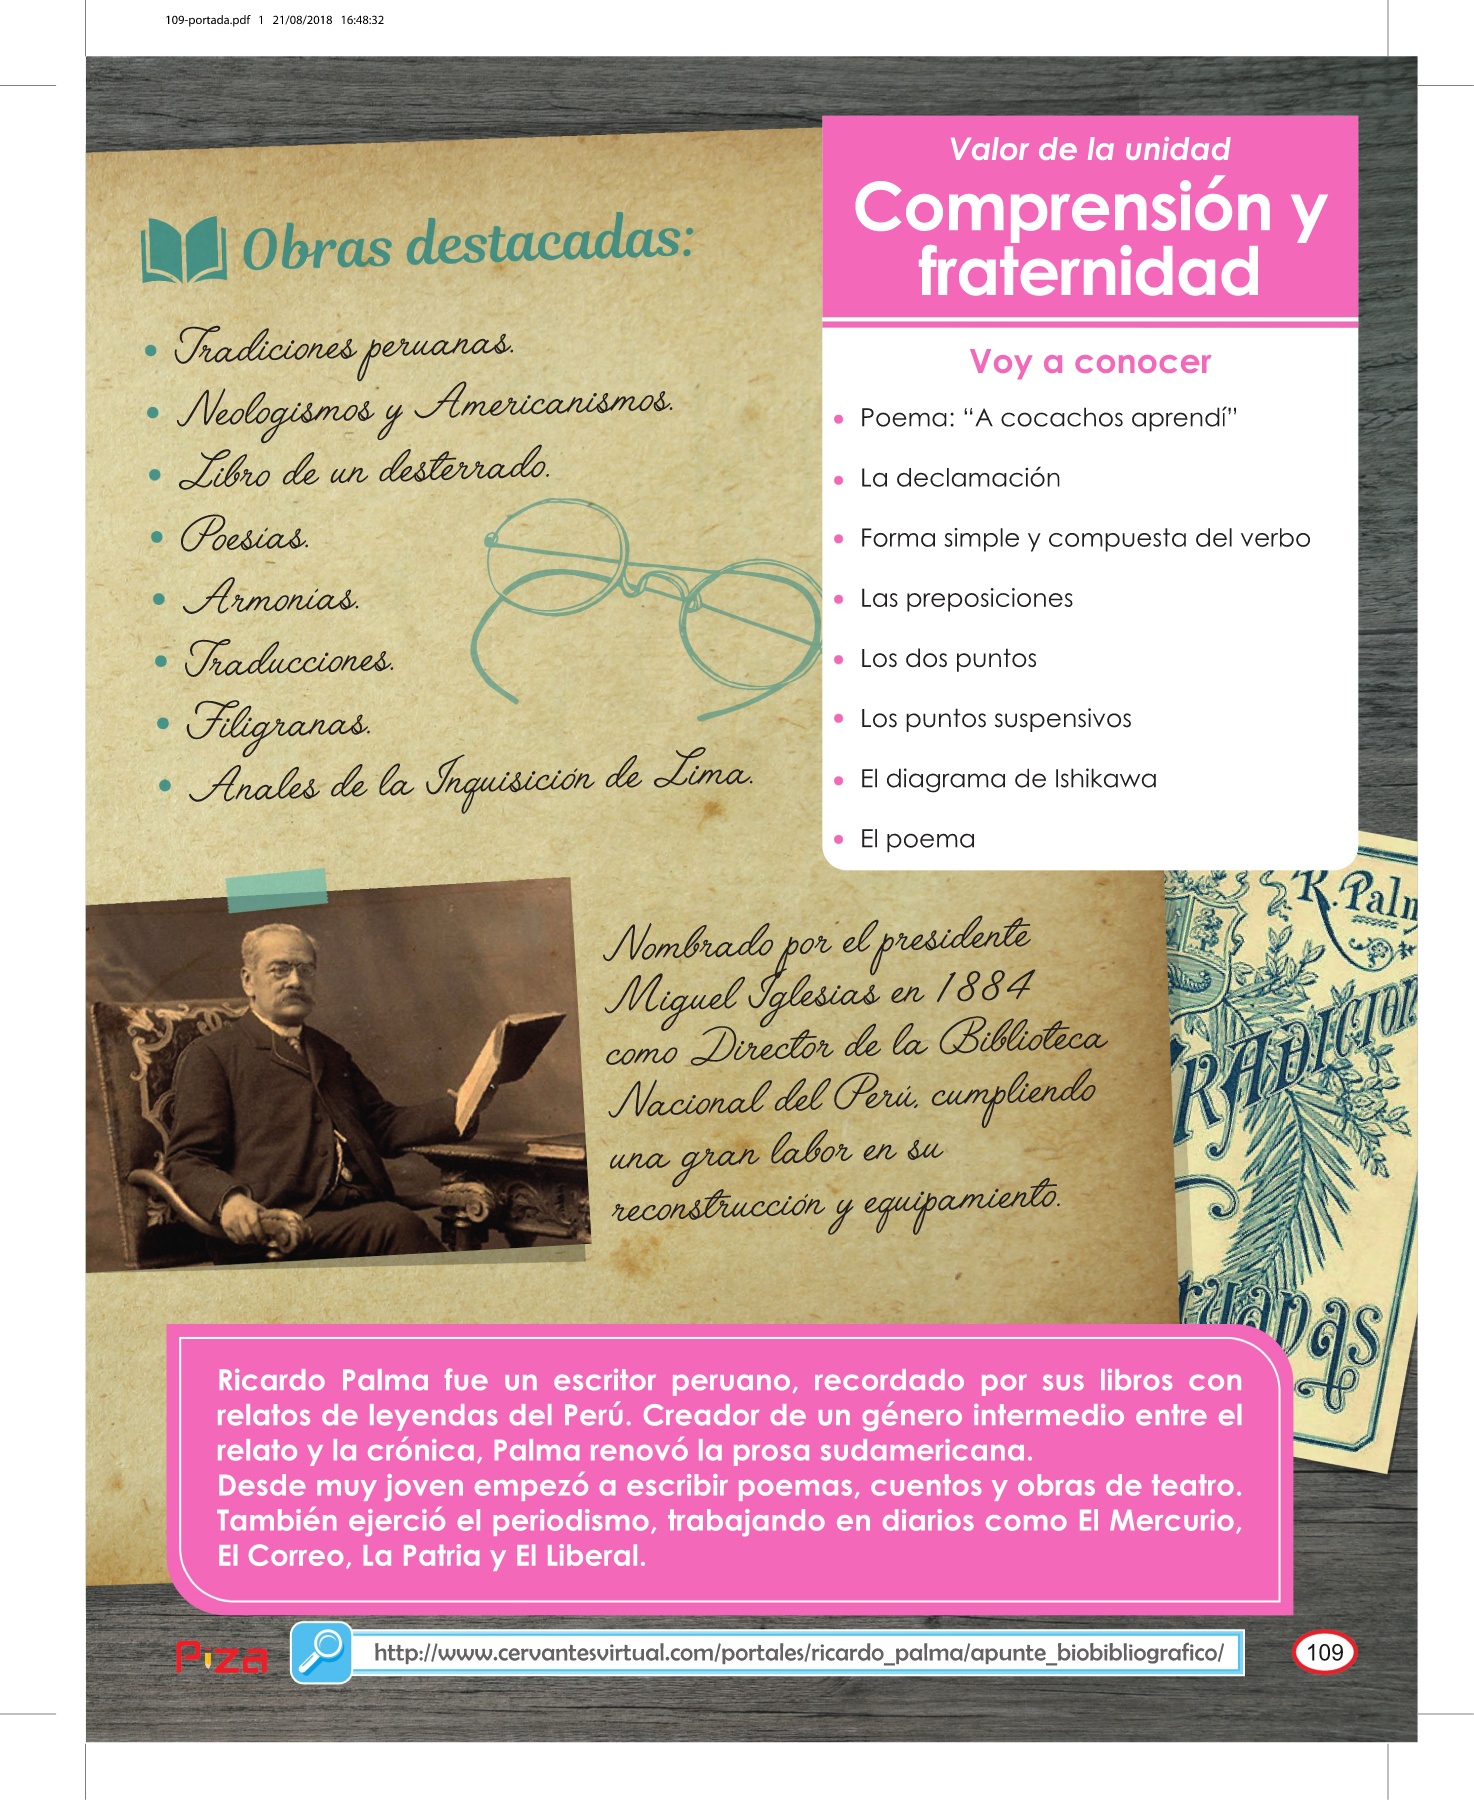 109-portada.pdf 1 21/08/2018 16:48:32
Valor de la unidad
Comprensión y
fraternidad
Obras destacadas:
• Tradiciones peruanas.
• Neologismos y Americanismos.
• Libro de un desterrado.
• Poesías.
• Armonías.
• Traducciones.
• Filigranas.
• Anales de la Inquisición de Lima.
Voy a conocer
• Poema: “A cocachos aprendí”
• La declamación
• Forma simple y compuesta del verbo
• Las preposiciones
• Los dos puntos
• Los puntos suspensivos
• El diagrama de Ishikawa
• El poema
Nombrado por el presidente
Miguel Iglesias en 1884
como Director de la Biblioteca
Nacional del Perú, cumpliendo
una gran labor en su
reconstrucción y equipamiento.
R. Palm
TRADICION
ruanas
Ricardo Palma fue un escritor peruano, recordado por sus libros con
relatos de leyendas del Perú. Creador de un género intermedio entre el
relato y la crónica, Palma renovó la prosa sudamericana.
Desde muy joven empezó a escribir poemas, cuentos y obras de teatro.
También ejerció el periodismo, trabajando en diarios como El Mercurio,
El Correo, La Patria y El Liberal.
Piza
http://www.cervantesvirtual.com/portales/ricardo_palma/apunte_biobibliografico/
109